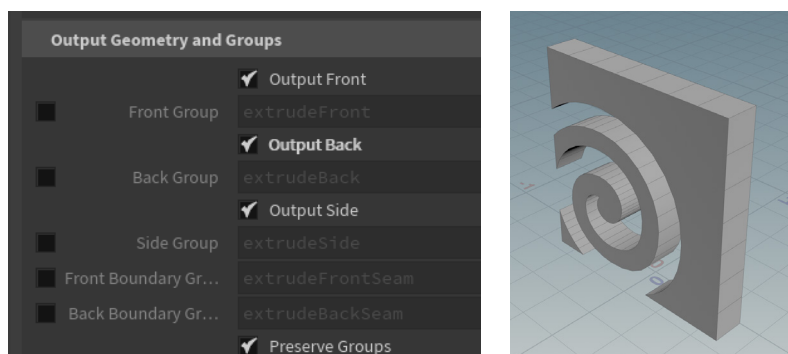 Output Geometry and Groups
Output Front
Front Group extrudeFront
Output Back
Back Group extrudeBack
Output Side
Side Group extrudeSide
Front Boundary Gr... extrudeFrontSeam
Back Boundary Gr... extrudeBackSeam
Preserve Groups